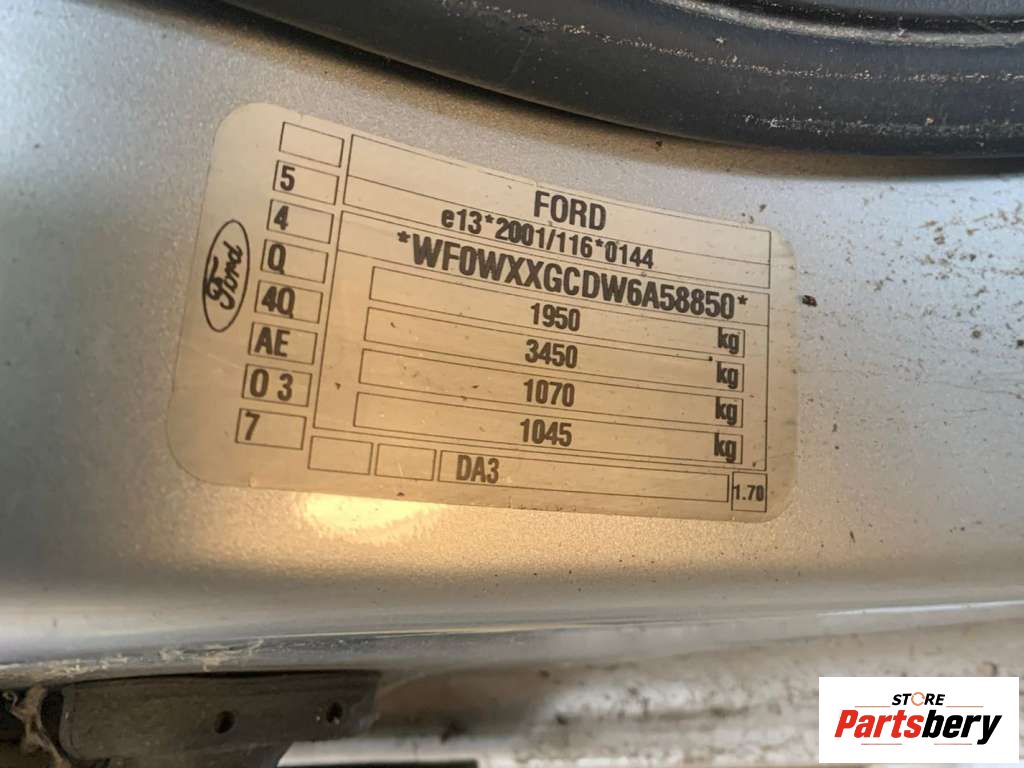 FORD
e13*2001/116*0144
*WF0WXXGCDW6A58850*
1950 kg
3450 kg
1070 kg
1045 kg
5
4
Q
4Q
AE
O 3
7
Ford
DA3
1.70
STORE
Partsbery